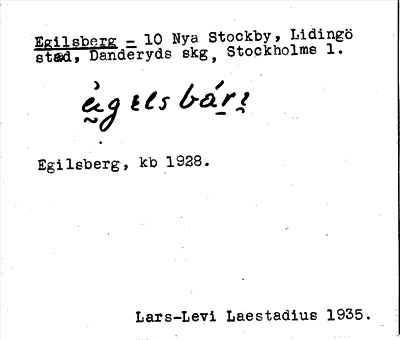 Egilsberg = 10 Nya Stockby, Lidingö
stad, Danderyds skg, Stockholms l.
Egilsberg, kb 1928.
Lars-Levi Laestadius 1935.